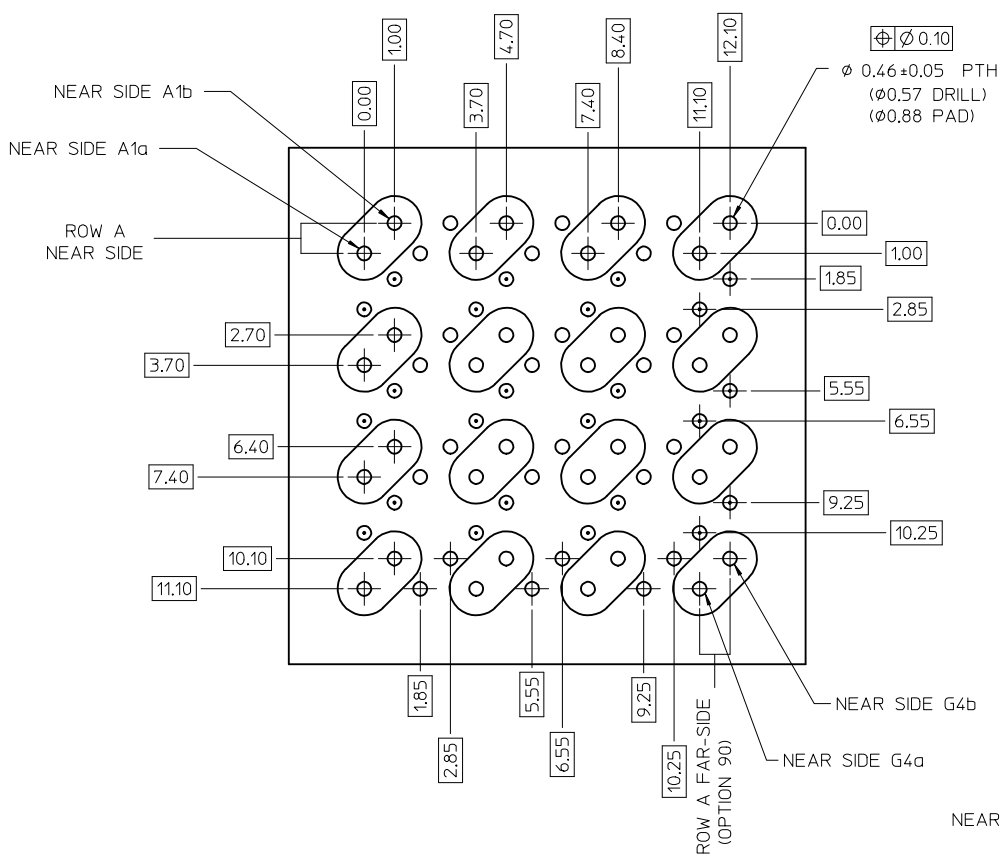 1.00
4.70
8.40
12.10
⌖ Ø 0.10
Ø 0.46±0.05 PTH
(Ø0.57 DRILL)
(Ø0.88 PAD)
NEAR SIDE A1b
0.00
3.70
7.40
11.10
NEAR SIDE A1a
ROW A
NEAR SIDE
0.00
1.00
1.85
2.85
2.70
3.70
5.55
6.55
6.40
7.40
9.25
10.25
10.10
11.10
1.85
2.85
5.55
6.55
9.25
10.25
ROW A FAR-SIDE
(OPTION 90)
NEAR SIDE G4b
NEAR SIDE G4a
NEAR